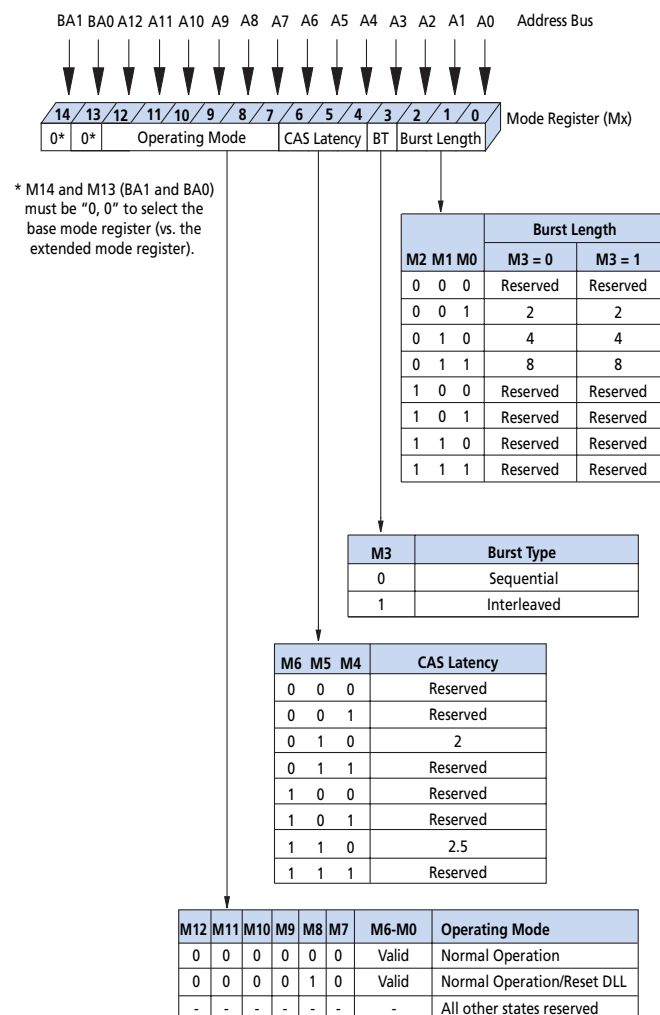 BA1 BA0 A12 A11 A10 A9 A8 A7 A6 A5 A4 A3 A2 A1 A0 Address Bus
14 13 12 11 10 9 8 7 6 5 4 3 2 1 0 Mode Register (Mx)
0* 0* Operating Mode CAS Latency BT Burst Length
* M14 and M13 (BA1 and BA0)
must be “0, 0” to select the
base mode register (vs. the
extended mode register).
Burst Length
M2 M1 M0 M3 = 0 M3 = 1
0 0 0 Reserved Reserved
0 0 1 2 2
0 1 0 4 4
0 1 1 8 8
1 0 0 Reserved Reserved
1 0 1 Reserved Reserved
1 1 0 Reserved Reserved
1 1 1 Reserved Reserved
M3 Burst Type
0 Sequential
1 Interleaved
M6 M5 M4 CAS Latency
0 0 0 Reserved
0 0 1 Reserved
0 1 0 2
0 1 1 Reserved
1 0 0 Reserved
1 0 1 Reserved
1 1 0 2.5
1 1 1 Reserved
M12 M11 M10 M9 M8 M7 M6-M0 Operating Mode
0 0 0 0 0 0 Valid Normal Operation
0 0 0 0 1 0 Valid Normal Operation/Reset DLL
- - - - - - - All other states reserved